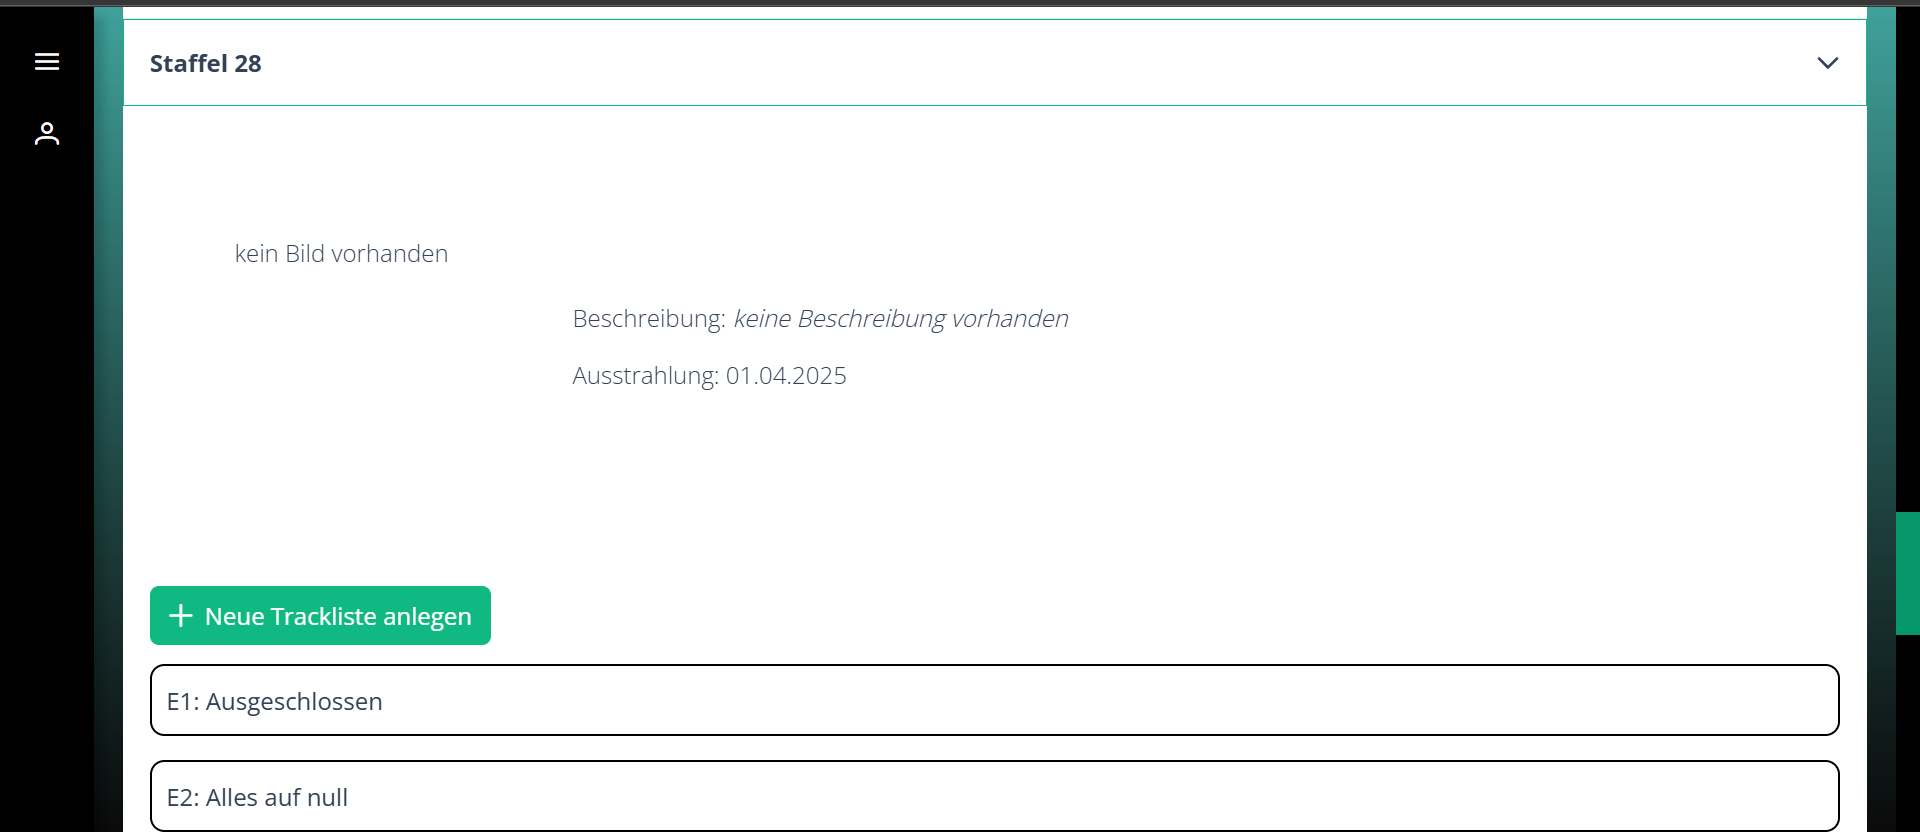 Staffel 28
kein Bild vorhanden
Beschreibung: keine Beschreibung vorhanden
Ausstrahlung: 01.04.2025
Neue Trackliste anlegen
E1: Ausgeschlossen
E2: Alles auf null